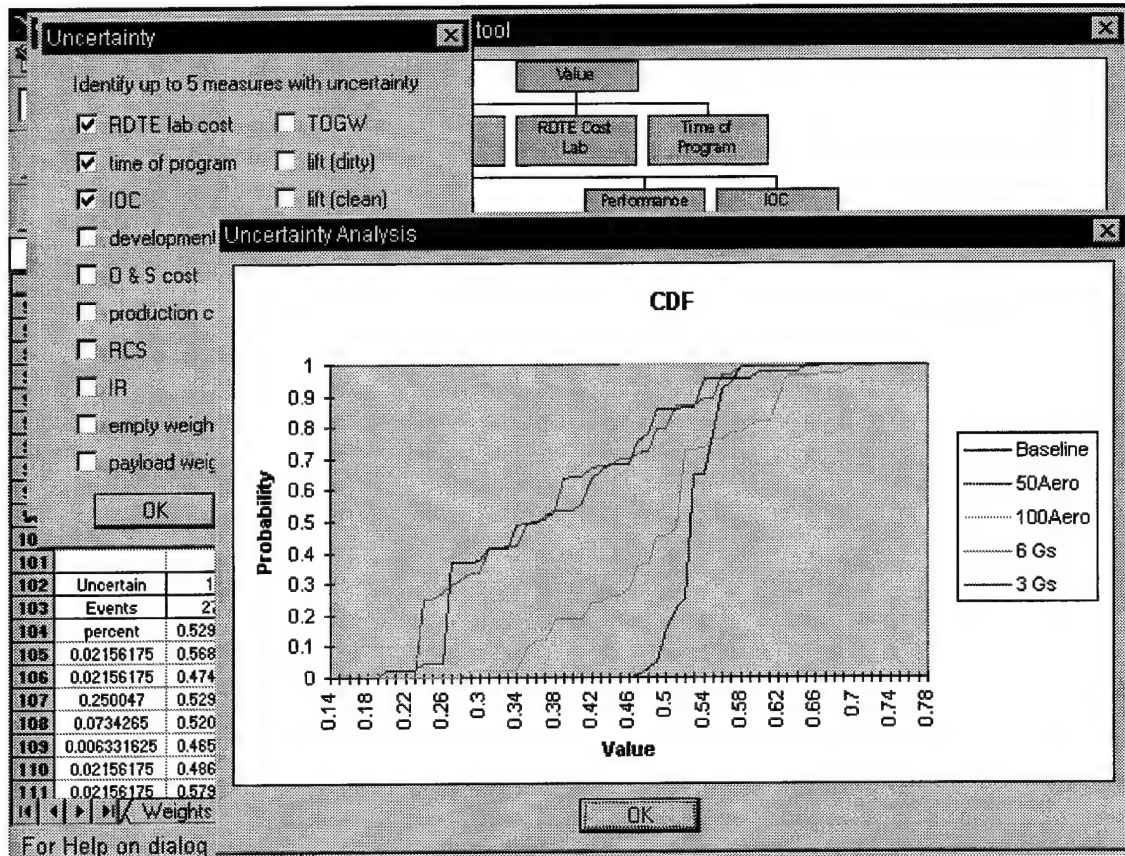 Uncertainty
tool
Identify up to 5 measures with uncertainty
RDTE lab cost
TOGW
time of program
lift (dirty)
IOC
lift (clean)
development
O & S cost
production c
RCS
IR
empty weigh
payload weig
OK
Value
RDTE Cost
Lab
Time of
Program
Performance
IOC
Uncertainty Analysis
CDF
Probability
1
0.9
0.8
0.7
0.6
0.5
0.4
0.3
0.2
0.1
0
0.14 0.18 0.22 0.26 0.3 0.34 0.38 0.42 0.46 0.5 0.54 0.58 0.62 0.66 0.7 0.74 0.78
Value
Baseline
50Aero
100Aero
6 Gs
3 Gs
OK
10
101
102 Uncertain 1
103 Events 27
104 percent 0.529
105 0.02156175 0.568
106 0.02156175 0.474
107 0.250047 0.529
108 0.0734265 0.520
109 0.006331625 0.485
110 0.02156175 0.486
111 0.02156175 0.579
Weights
For Help on dialog